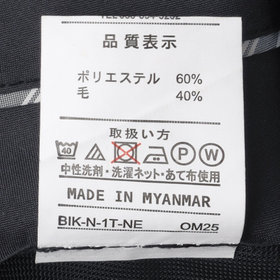 品質表示
ポリエステル 60%
毛 40%
取扱い方
40 P W
中性洗剤・洗濯ネット・あて布使用
MADE IN MYANMAR
BIK-N-1T-NE OM25